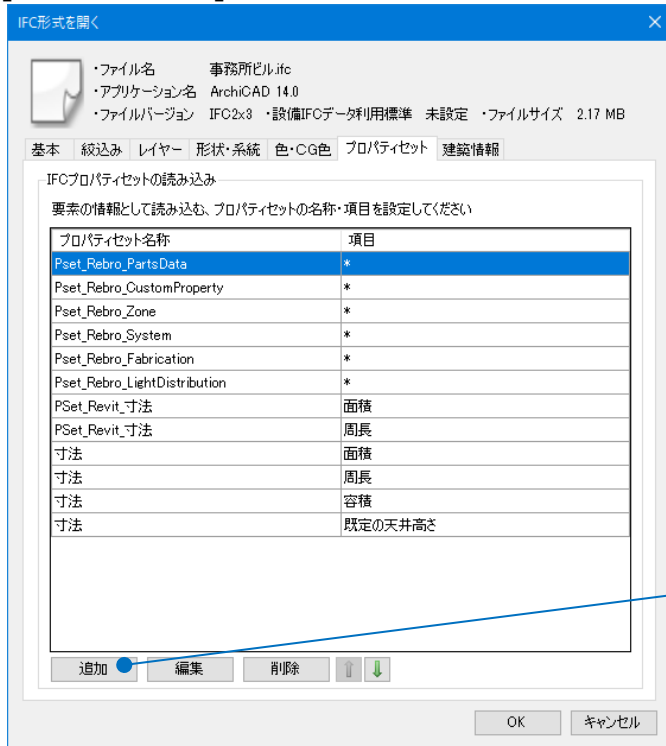 IFC形式を開く
・ファイル名 事務所ビル.ifc
・アプリケーション名 ArchiCAD 14.0
・ファイルバージョン IFC2x3 ・設備IFCデータ利用標準 未設定 ・ファイルサイズ 2.17 MB
基本 絞込み レイヤー 形状・系統 色・CG色 プロパティセット 建築情報
IFCプロパティセットの読み込み
要素の情報として読み込む、プロパティセットの名称・項目を設定してください
プロパティセット名称 項目
Pset_Rebro_PartsData *
Pset_Rebro_CustomProperty *
Pset_Rebro_Zone *
Pset_Rebro_System *
Pset_Rebro_Fabrication *
Pset_Rebro_LightDistribution *
PSet_Revit_寸法 面積
PSet_Revit_寸法 周長
寸法 面積
寸法 周長
寸法 容積
寸法 既定の天井高さ
追加 編集 削除
OK キャンセル